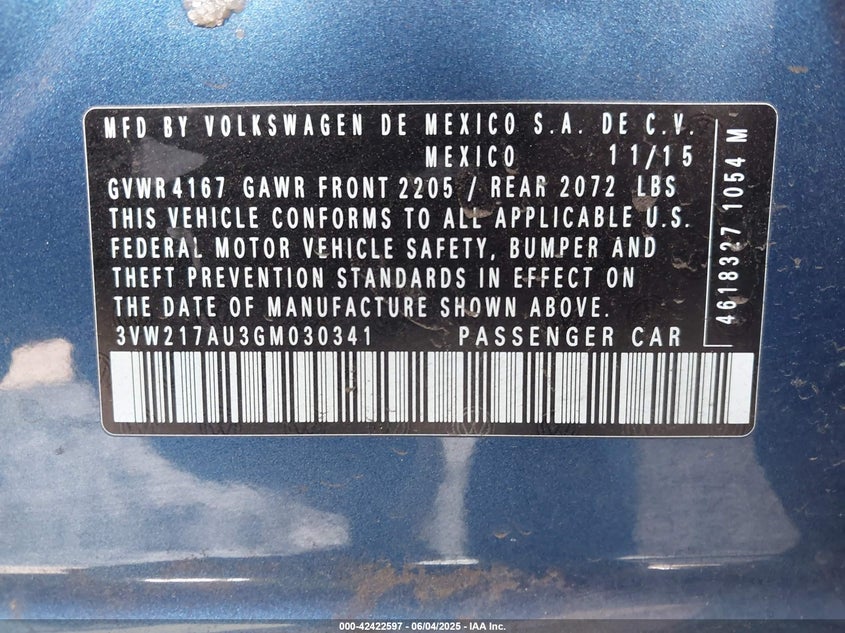 MFD BY VOLKSWAGEN DE MEXICO S.A. DE C.V.
MEXICO 11/15
GVWR 4167 GAWR FRONT 2205 / REAR 2072 LBS
THIS VEHICLE CONFORMS TO ALL APPLICABLE U.S.
FEDERAL MOTOR VEHICLE SAFETY, BUMPER AND
THEFT PREVENTION STANDARDS IN EFFECT ON
THE DATE OF MANUFACTURE SHOWN ABOVE.
3VW217AU3GM030341 PASSENGER CAR
4618327 1054 M
000-42422597 - 06/04/2025 - IAA Inc.